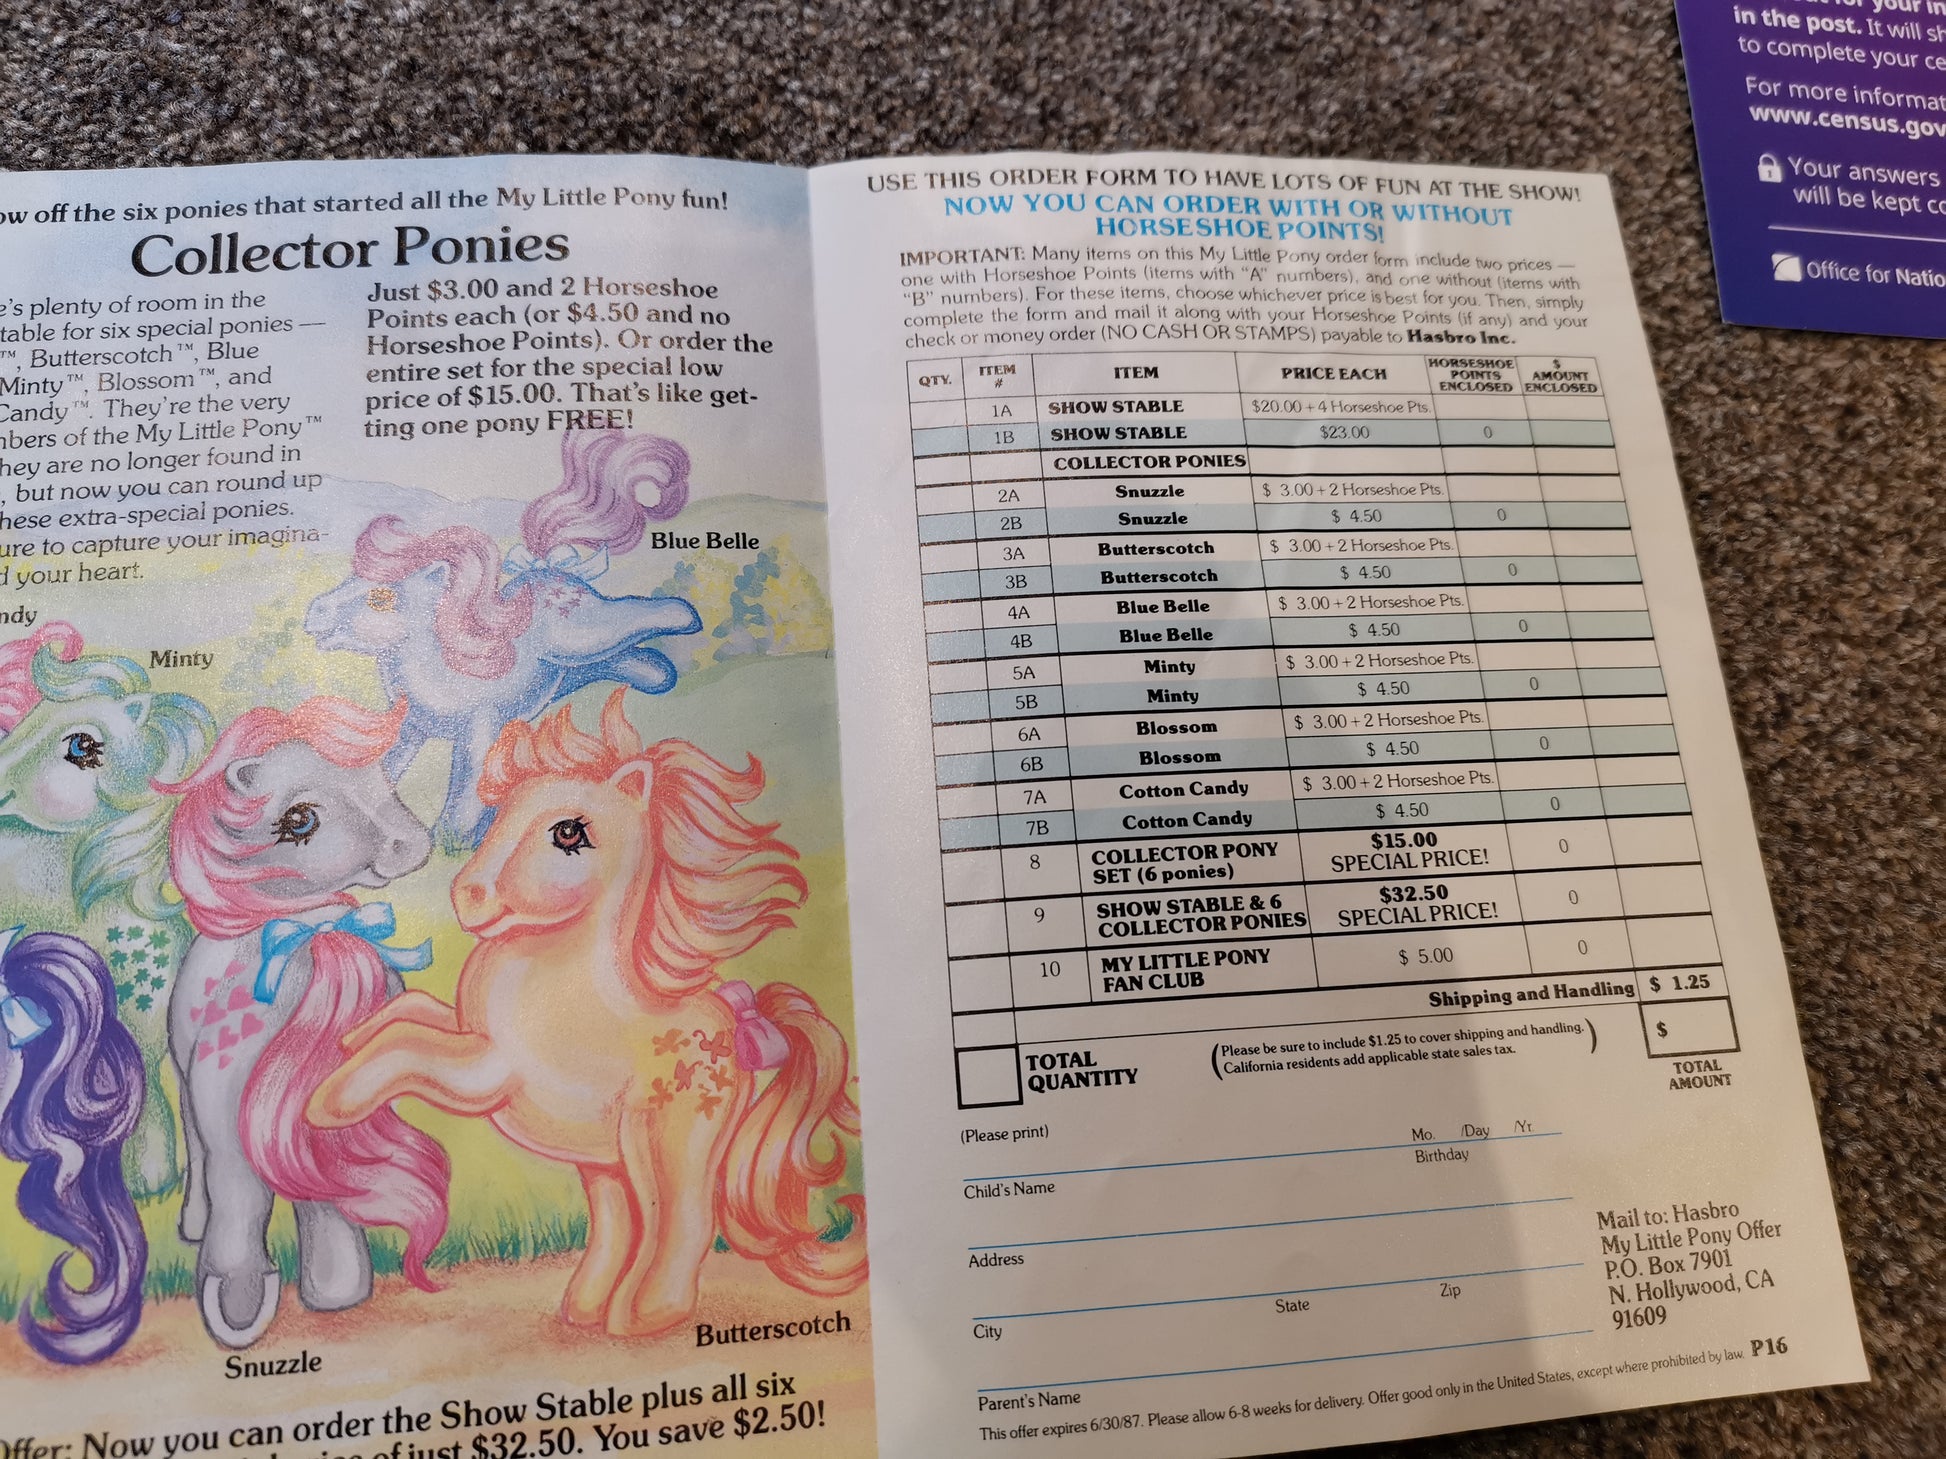 ow off the six ponies that started all the My Little Pony fun!
Collector Ponies
e's plenty of room in the
table for six special ponies —
™, Butterscotch™, Blue
Minty™, Blossom™, and
Candy™. They're the very
mbers of the My Little Pony™
hey are no longer found in
, but now you can round up
hese extra-special ponies.
ure to capture your imagina-
d your heart.
Just $3.00 and 2 Horseshoe
Points each (or $4.50 and no
Horseshoe Points). Or order the
entire set for the special low
price of $15.00. That's like get-
ting one pony FREE!
Blue Belle
ndy
Minty
Butterscotch
Snuzzle
Offer: Now you can order the Show Stable plus all six
of just $32.50. You save $2.50!
USE THIS ORDER FORM TO HAVE LOTS OF FUN AT THE SHOW!
NOW YOU CAN ORDER WITH OR WITHOUT
HORSESHOE POINTS!
IMPORTANT: Many items on this My Little Pony order form include two prices —
one with Horseshoe Points (items with "A" numbers), and one without (items with
"B" numbers). For these items, choose whichever price is best for you. Then, simply
complete the form and mail it along with your Horseshoe Points (if any) and your
check or money order (NO CASH OR STAMPS) payable to Hasbro Inc.
QTY. ITEM # ITEM PRICE EACH HORSESHOE POINTS ENCLOSED $ AMOUNT ENCLOSED
1A SHOW STABLE $20.00 + 4 Horseshoe Pts.
1B SHOW STABLE $23.00 0
COLLECTOR PONIES
2A Snuzzle $ 3.00 + 2 Horseshoe Pts.
2B Snuzzle $ 4.50 0
3A Butterscotch $ 3.00 + 2 Horseshoe Pts.
3B Butterscotch $ 4.50 0
4A Blue Belle $ 3.00 + 2 Horseshoe Pts.
4B Blue Belle $ 4.50 0
5A Minty $ 3.00 + 2 Horseshoe Pts.
5B Minty $ 4.50 0
6A Blossom $ 3.00 + 2 Horseshoe Pts.
6B Blossom $ 4.50 0
7A Cotton Candy $ 3.00 + 2 Horseshoe Pts.
7B Cotton Candy $ 4.50 0
8 COLLECTOR PONY SET (6 ponies) $15.00 SPECIAL PRICE! 0
9 SHOW STABLE & 6 COLLECTOR PONIES $32.50 SPECIAL PRICE! 0
10 MY LITTLE PONY FAN CLUB $ 5.00 0
Shipping and Handling $ 1.25
TOTAL QUANTITY
(Please be sure to include $1.25 to cover shipping and handling.
California residents add applicable state sales tax.)
$
TOTAL AMOUNT
(Please print)
Mo. /Day /Yr.
Birthday
Child's Name
Address
City State Zip
Parent's Name
Mail to: Hasbro
My Little Pony Offer
P.O. Box 7901
N. Hollywood, CA
91609
This offer expires 6/30/87. Please allow 6-8 weeks for delivery. Offer good only in the United States, except where prohibited by law. P16
for your in
in the post. It will sh
to complete your ce
For more informat
www.census.gov
Your answers
will be kept co
Office for Natio